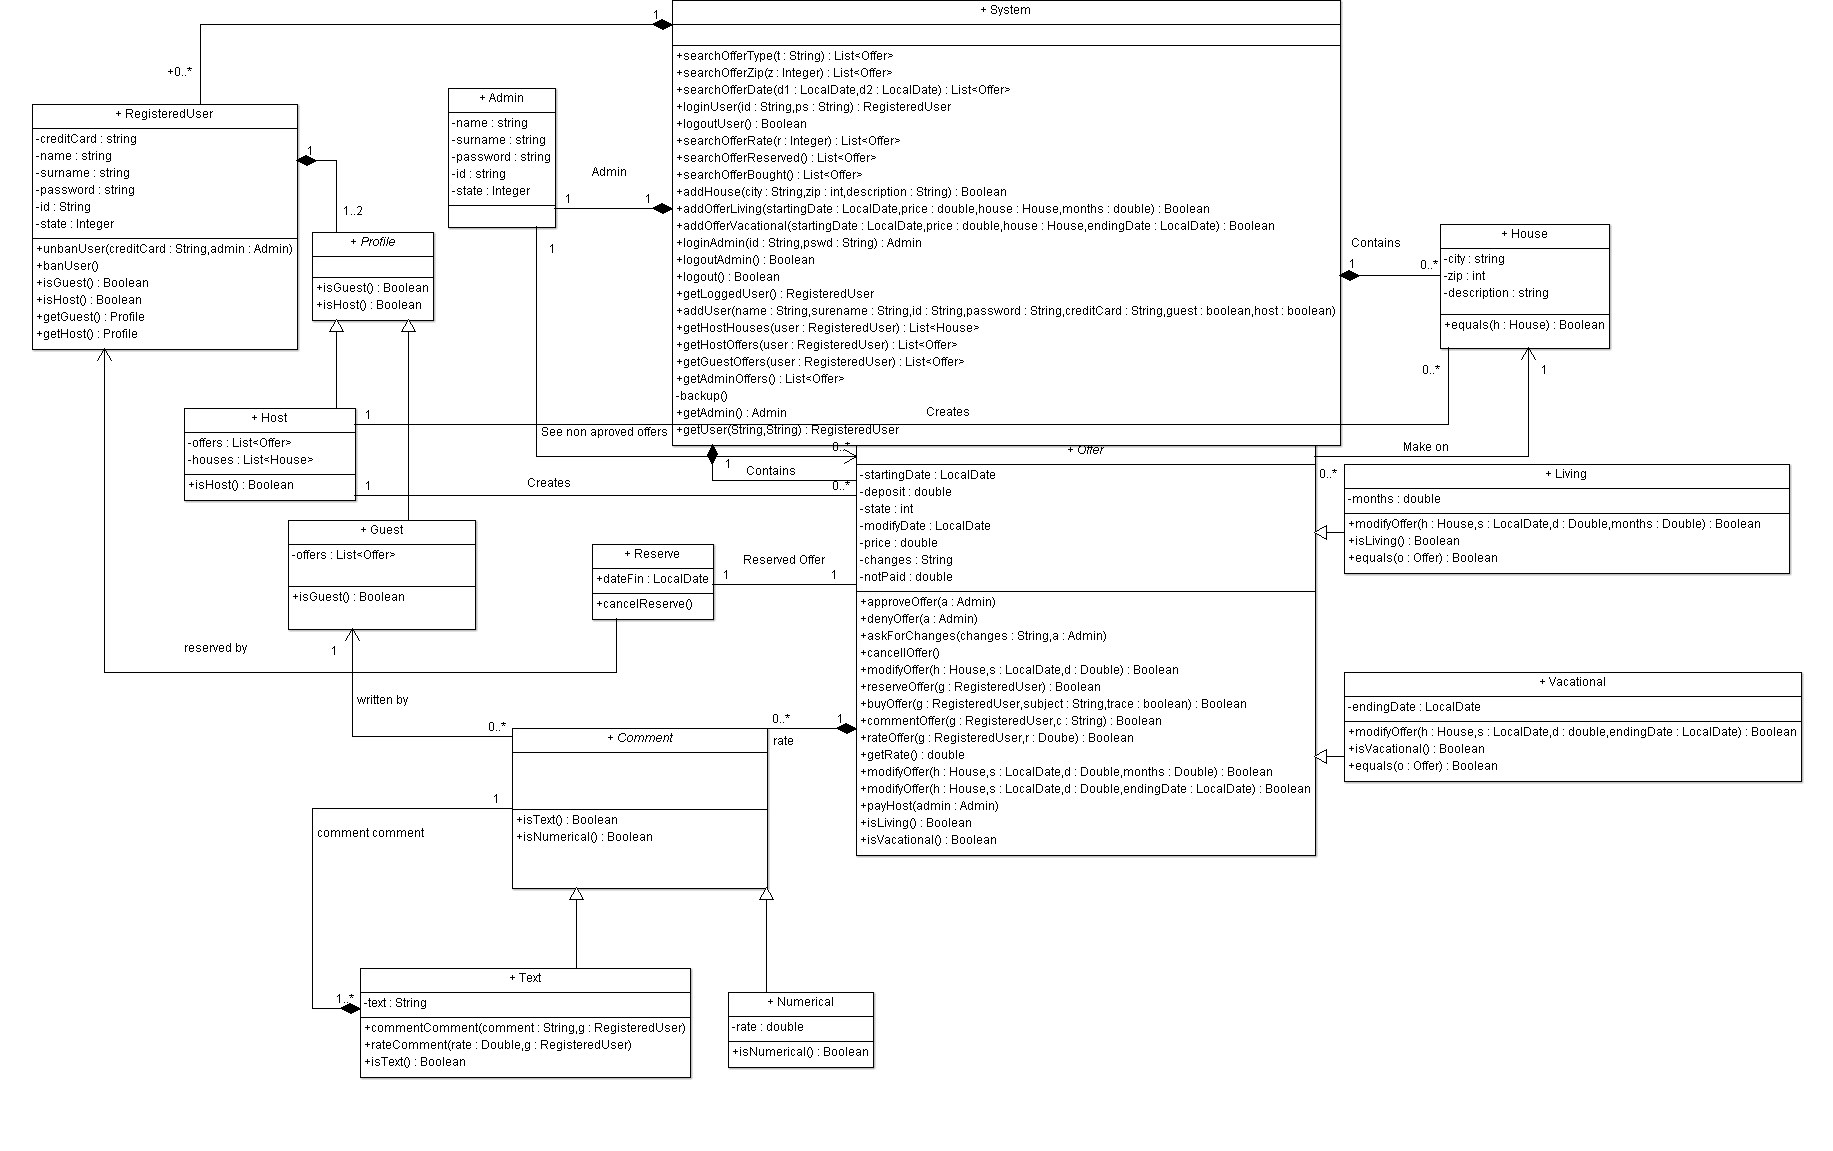 + System
1
+searchOfferType(t : String) : List<Offer>
+searchOfferZip(z : Integer) : List<Offer>
+searchOfferDate(d1 : LocalDate,d2 : LocalDate) : List<Offer>
+loginUser(id : String,ps : String) : RegisteredUser
+logoutUser() : Boolean
+searchOfferRate(r : Integer) : List<Offer>
+searchOfferReserved() : List<Offer>
+searchOfferBought() : List<Offer>
+addHouse(city : String,zip : int,description : String) : Boolean
+addOfferLiving(startingDate : LocalDate,price : double,house : House,months : double) : Boolean
+addOfferVacational(startingDate : LocalDate,price : double,house : House,endingDate : LocalDate) : Boolean
+loginAdmin(id : String,pswd : String) : Admin
+logoutAdmin() : Boolean
+logout() : Boolean
+getLoggedUser() : RegisteredUser
+addUser(name : String,surename : String,id : String,password : String,creditCard : String,guest : boolean,host : boolean)
+getHostHouses(user : RegisteredUser) : List<House>
+getHostOffers(user : RegisteredUser) : List<Offer>
+getGuestOffers(user : RegisteredUser) : List<Offer>
+getAdminOffers() : List<Offer>
-backup()
+getAdmin() : Admin
+getUser(String,String) : RegisteredUser
+0..*
+ RegisteredUser
-creditCard : string
-name : string
-surname : string
-password : string
-id : String
-state : Integer
+unbanUser(creditCard : String,admin : Admin)
+banUser()
+isGuest() : Boolean
+isHost() : Boolean
+getGuest() : Profile
+getHost() : Profile
1
1..2
+ Profile
+isGuest() : Boolean
+isHost() : Boolean
+ Admin
-name : string
-surname : string
-password : string
-id : string
-state : Integer
Admin
1
1
1
See non aproved offers
0..*
Contains
1
0..*
+ House
-city : string
-zip : int
-description : string
+equals(h : House) : Boolean
0..*
1
Creates
Make on
0..*
+ Host
-offers : List<Offer>
-houses : List<House>
+isHost() : Boolean
1
1
Creates
0..*
1
Contains
+ Guest
-offers : List<Offer>
+isGuest() : Boolean
1
reserved by
written by
0..*
+ Reserve
+dateFin : LocalDate
+cancelReserve()
1
Reserved Offer
1
+ Offer
-startingDate : LocalDate
-deposit : double
-state : int
-modifyDate : LocalDate
-price : double
-changes : String
-notPaid : double
+approveOffer(a : Admin)
+denyOffer(a : Admin)
+askForChanges(changes : String,a : Admin)
+cancellOffer()
+modifyOffer(h : House,s : LocalDate,d : Double) : Boolean
+reserveOffer(g : RegisteredUser) : Boolean
+buyOffer(g : RegisteredUser,subject : String,trace : boolean) : Boolean
+commentOffer(g : RegisteredUser,c : String) : Boolean
+rateOffer(g : RegisteredUser,r : Doube) : Boolean
+getRate() : double
+modifyOffer(h : House,s : LocalDate,d : Double,months : Double) : Boolean
+modifyOffer(h : House,s : LocalDate,d : Double,endingDate : LocalDate) : Boolean
+payHost(admin : Admin)
+isLiving() : Boolean
+isVacational() : Boolean
+ Living
-months : double
+modifyOffer(h : House,s : LocalDate,d : Double,months : Double) : Boolean
+isLiving() : Boolean
+equals(o : Offer) : Boolean
+ Vacational
-endingDate : LocalDate
+modifyOffer(h : House,s : LocalDate,d : double,endingDate : LocalDate) : Boolean
+isVacational() : Boolean
+equals(o : Offer) : Boolean
0..*
1
rate
+ Comment
+isText() : Boolean
+isNumerical() : Boolean
1
comment comment
1..*
+ Text
-text : String
+commentComment(comment : String,g : RegisteredUser)
+rateComment(rate : Double,g : RegisteredUser)
+isText() : Boolean
+ Numerical
-rate : double
+isNumerical() : Boolean